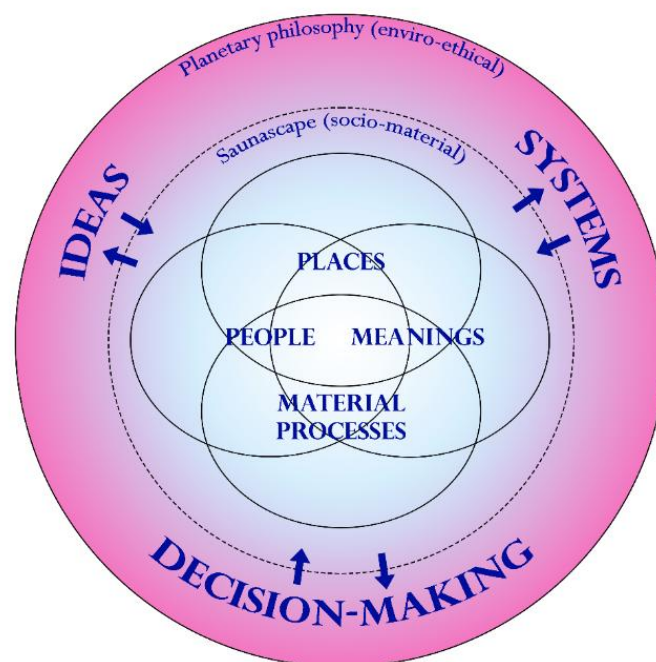 Planetary philosophy (enviro-ethical)
Saunascape (socio-material)
IDEAS
SYSTEMS
PLACES
PEOPLE
MEANINGS
MATERIAL
PROCESSES
DECISION-MAKING